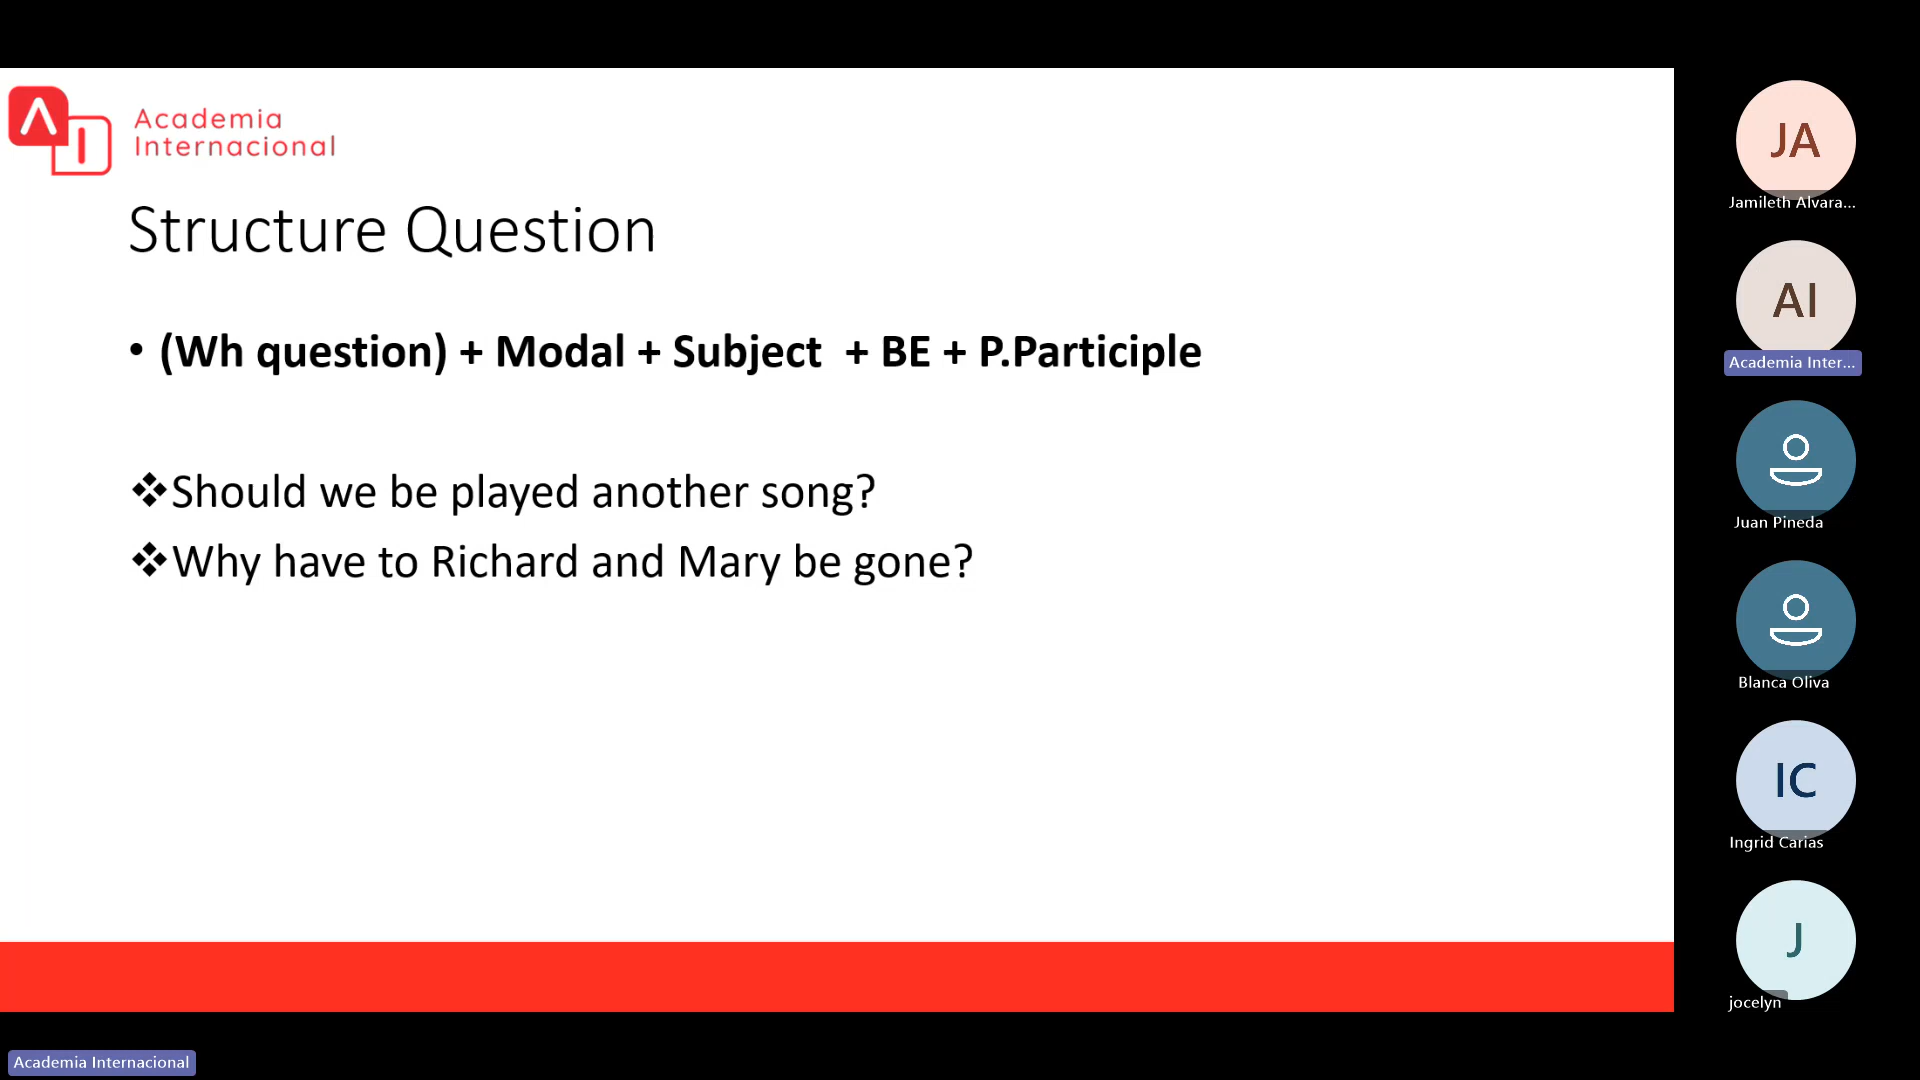 Academia
Internacional
Structure Question
• (Wh question) + Modal + Subject + BE + P.Participle
❖Should we be played another song?
❖Why have to Richard and Mary be gone?
JA
Jamileth Alvara...
AI
Academia Inter...
Juan Pineda
Blanca Oliva
IC
Ingrid Carias
J
jocelyn
Academia Internacional